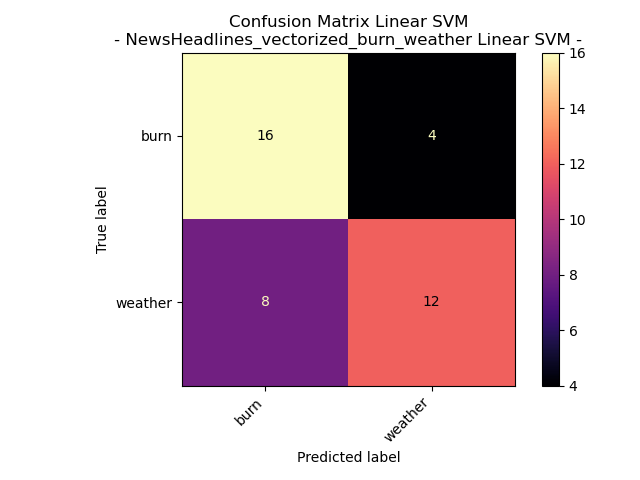 Confusion Matrix Linear SVM
- NewsHeadlines_vectorized_burn_weather Linear SVM -
16
14
12
10
8
6
4
True label
burn
16
4
weather
8
12
burn
weather
Predicted label